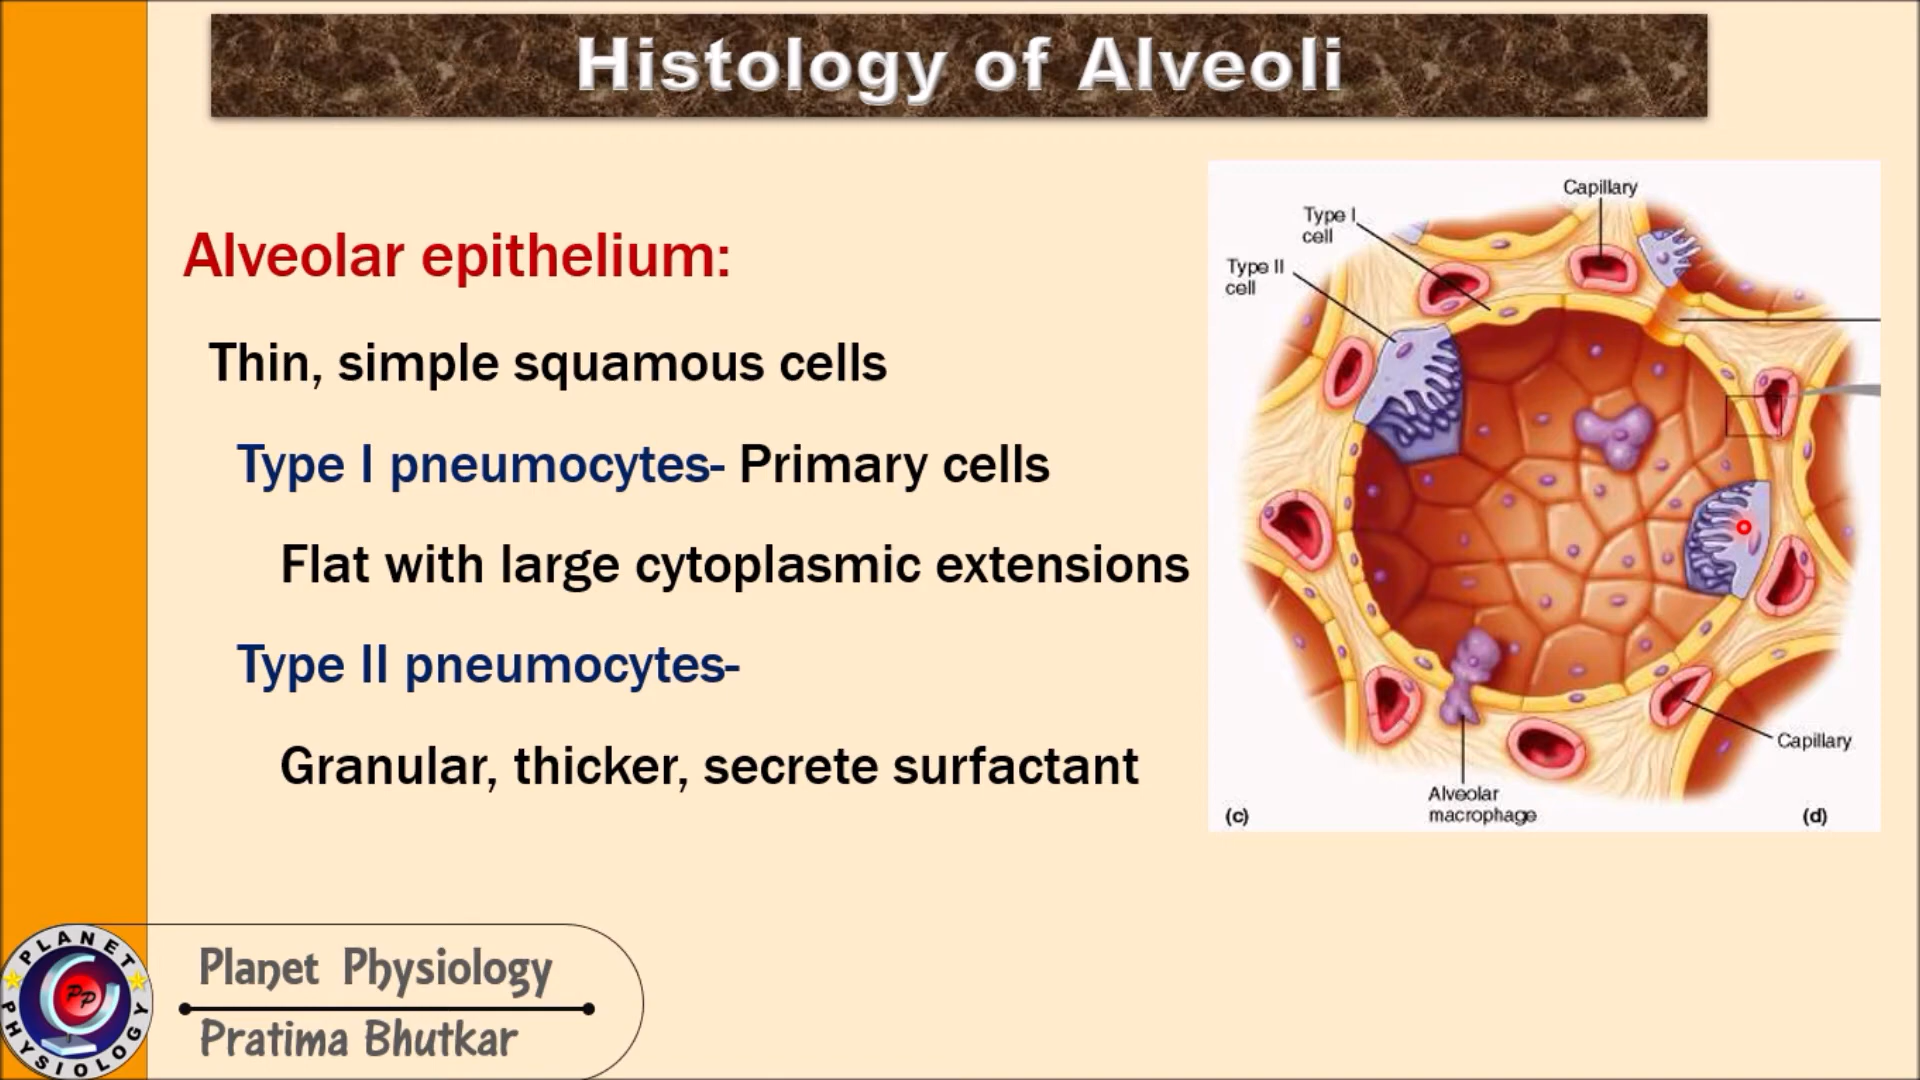 Histology of Alveoli
Alveolar epithelium:
Thin, simple squamous cells
Type I pneumocytes- Primary cells
Flat with large cytoplasmic extensions
Type II pneumocytes-
Granular, thicker, secrete surfactant
Capillary
Type I
cell
Type II
cell
Capillary
Alveolar
macrophage
(c)
(d)
PLANET
PHYSIOLOGY
PP
Planet Physiology
Pratima Bhutkar